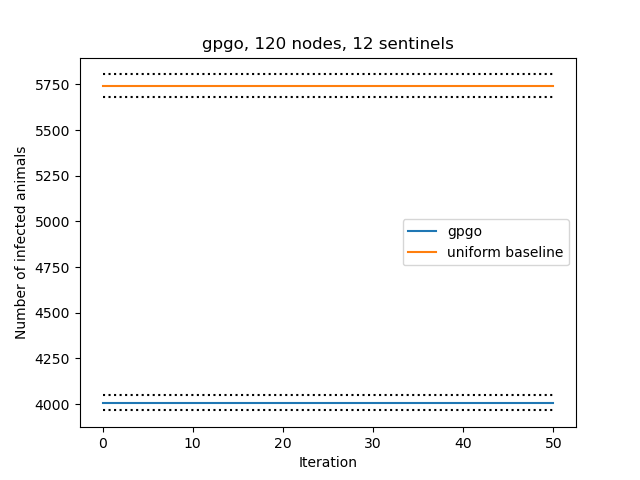 gpgo, 120 nodes, 12 sentinels
Number of infected animals
5750
5500
5250
5000
4750
4500
4250
4000
gpgo
uniform baseline
0 10 20 30 40 50
Iteration